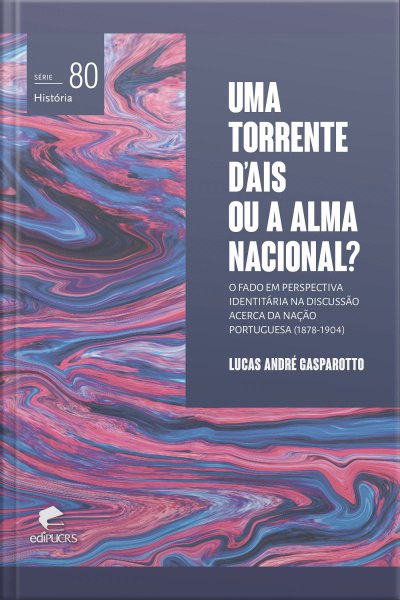 SÉRIE 80
História
UMA
TORRENTE
D'AIS
OU A ALMA
NACIONAL?
O FADO EM PERSPECTIVA
IDENTITÁRIA NA DISCUSSÃO
ACERCA DA NAÇÃO
PORTUGUESA (1878-1904)
LUCAS ANDRÉ GASPAROTTO
ediPUCRS